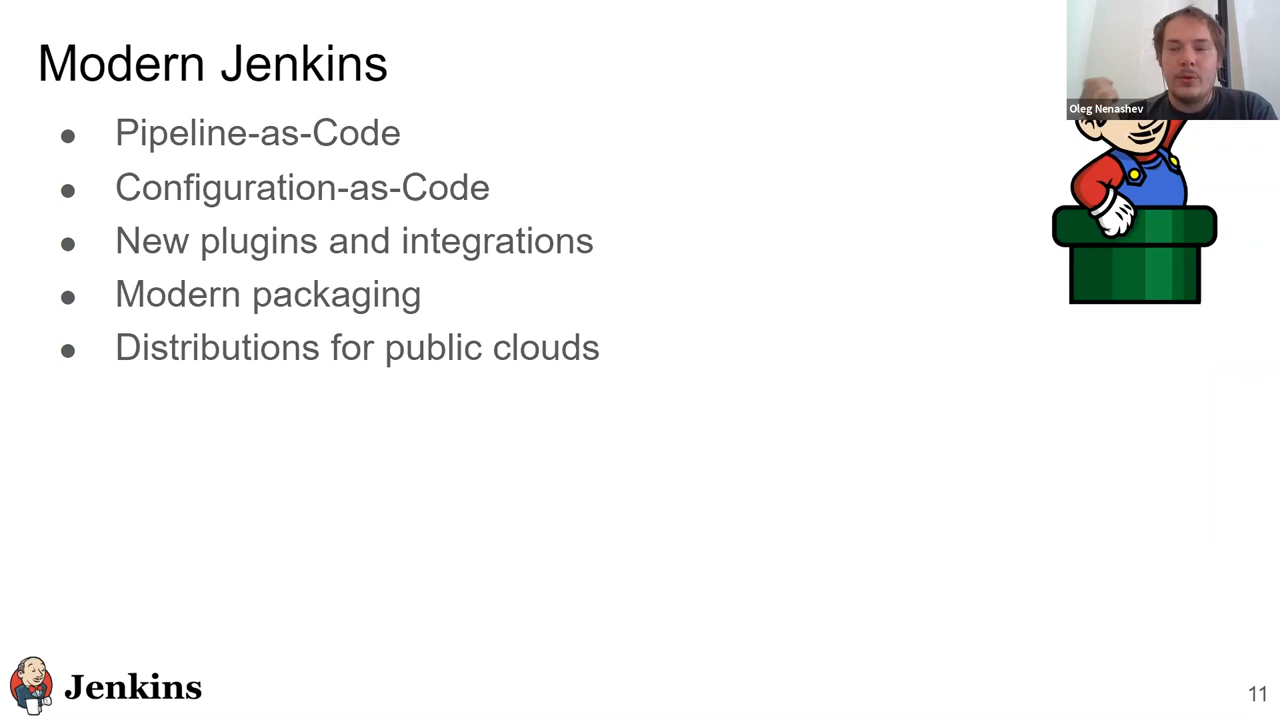 Modern Jenkins
● Pipeline-as-Code
● Configuration-as-Code
● New plugins and integrations
● Modern packaging
● Distributions for public clouds
Oleg Nenashev
Jenkins
11